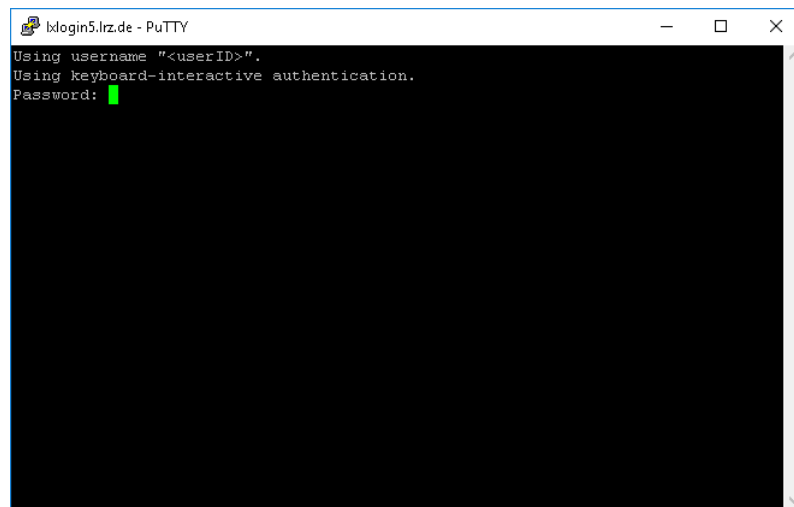 lxlogin5.lrz.de - PuTTY
Using username "<userID>".
Using keyboard-interactive authentication.
Password: